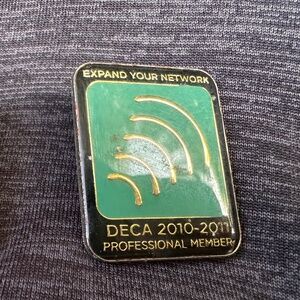 EXPAND YOUR NETWORK
DECA 2010-2011
PROFESSIONAL MEMBER